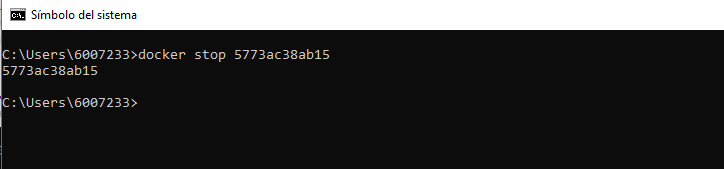 Símbolo del sistema
C:\Users\6007233>docker stop 5773ac38ab15
5773ac38ab15
C:\Users\6007233>